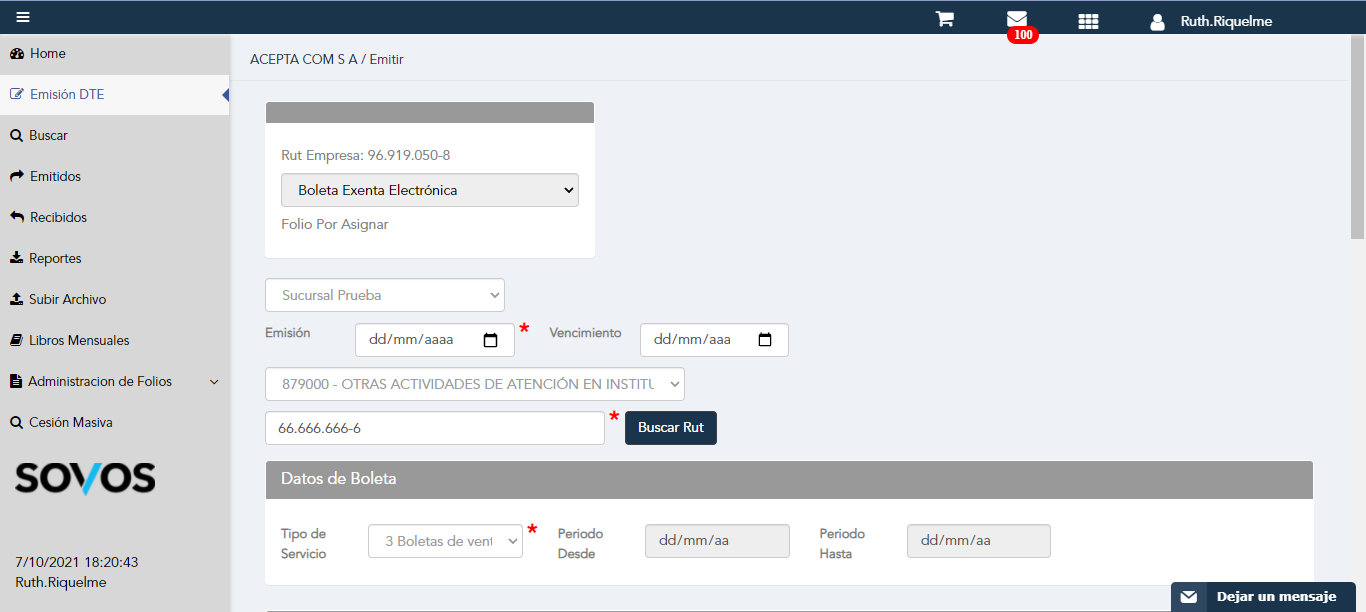 100
Ruth.Riquelme
Home
Emisión DTE
Buscar
Emitidos
Recibidos
Reportes
Subir Archivo
Libros Mensuales
Administracion de Folios
Cesión Masiva
SOVOS
7/10/2021 18:20:43
Ruth.Riquelme
ACEPTA COM S A / Emitir
Rut Empresa: 96.919.050-8
Boleta Exenta Electrónica
Folio Por Asignar
Sucursal Prueba
Emisión dd/mm/aaaa * Vencimiento dd/mm/aaa
879000 - OTRAS ACTIVIDADES DE ATENCIÓN EN INSTITU
66.666.666-6 * Buscar Rut
Datos de Boleta
Tipo de Servicio 3 Boletas de vent * Periodo Desde dd/mm/aa Periodo Hasta dd/mm/aa
Dejar un mensaje